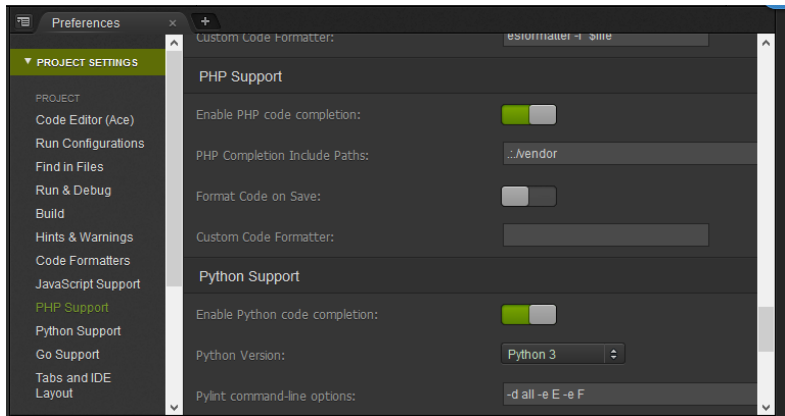 Preferences
PROJECT SETTINGS
PROJECT
Code Editor (Ace)
Run Configurations
Find in Files
Run & Debug
Build
Hints & Warnings
Code Formatters
JavaScript Support
PHP Support
Python Support
Go Support
Tabs and IDE
Layout
Custom Code Formatter:
esformatter -i "$file"
PHP Support
Enable PHP code completion:
PHP Completion Include Paths:
.:./vendor
Format Code on Save:
Custom Code Formatter:
Python Support
Enable Python code completion:
Python Version:
Python 3
Pylint command-line options:
-d all -e E -e F